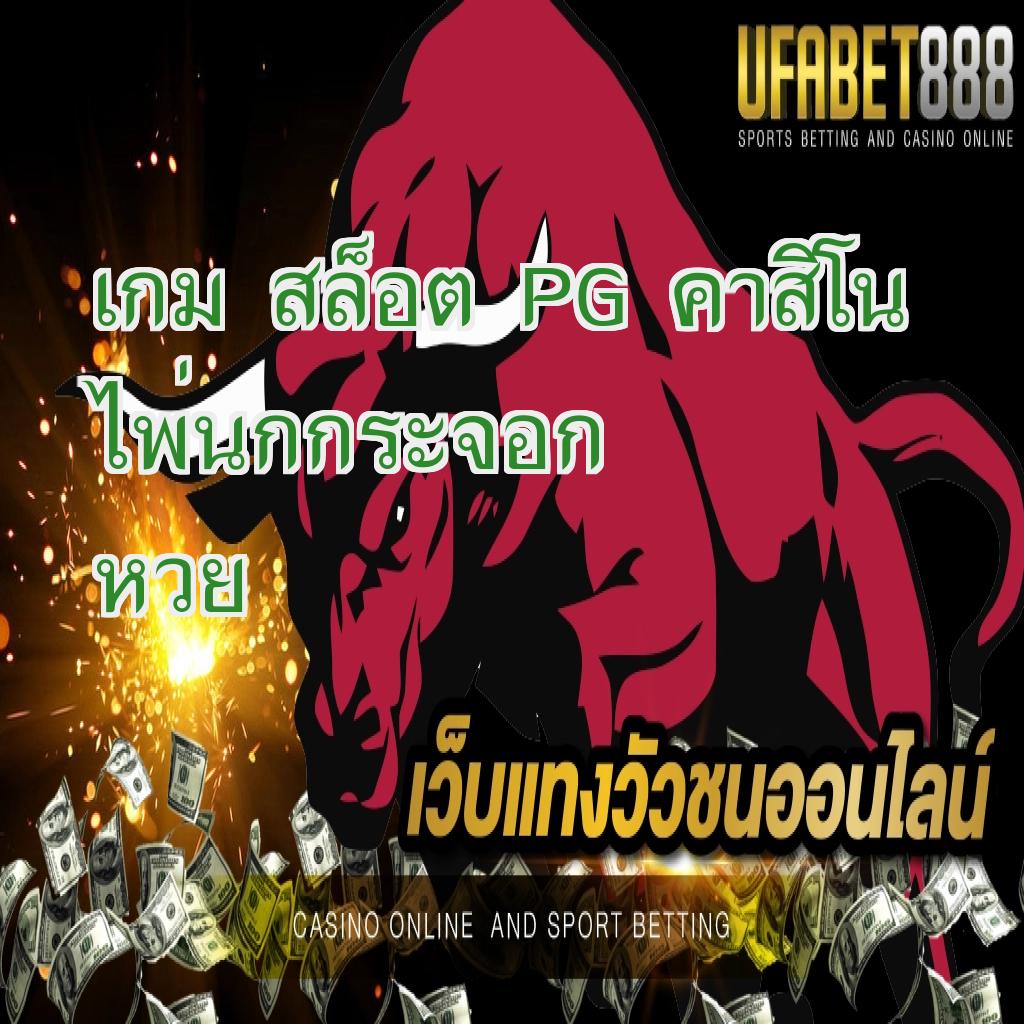 UFABET888
SPORTS BETTING AND CASINO ONLINE
เกม สล็อต PG คาสิโน
ไพ่นกกระจอก
หวย
เว็บแทงวัวชนออนไลน์
CASINO ONLINE AND SPORT BETTING